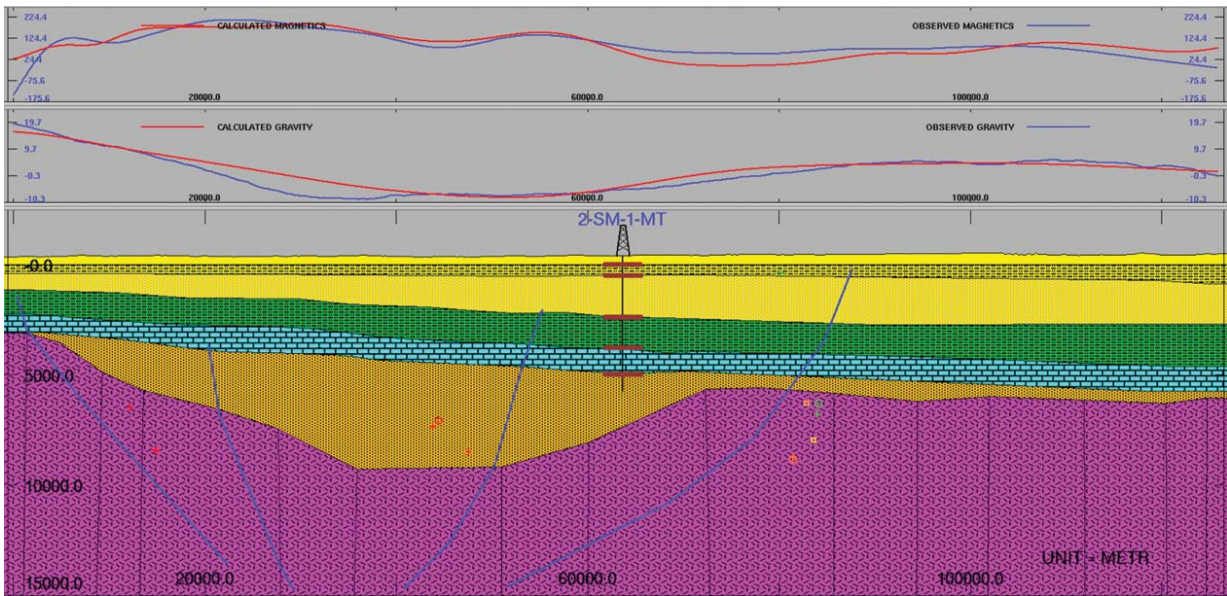 224.4 CALCULATED MAGNETICS OBSERVED MAGNETICS 224.4
124.4 124.4
24.4 24.4
-75.6 -75.6
-175.6 20000.0 60000.0 100000.0 -175.6
19.7 CALCULATED GRAVITY OBSERVED GRAVITY 19.7
9.7 9.7
-0.3 -0.3
-10.3 20000.0 60000.0 100000.0 -10.3
2-SM-1-MT
-0.0
5000.0
10000.0
UNIT = METR
15000.0 20000.0 60000.0 100000.0